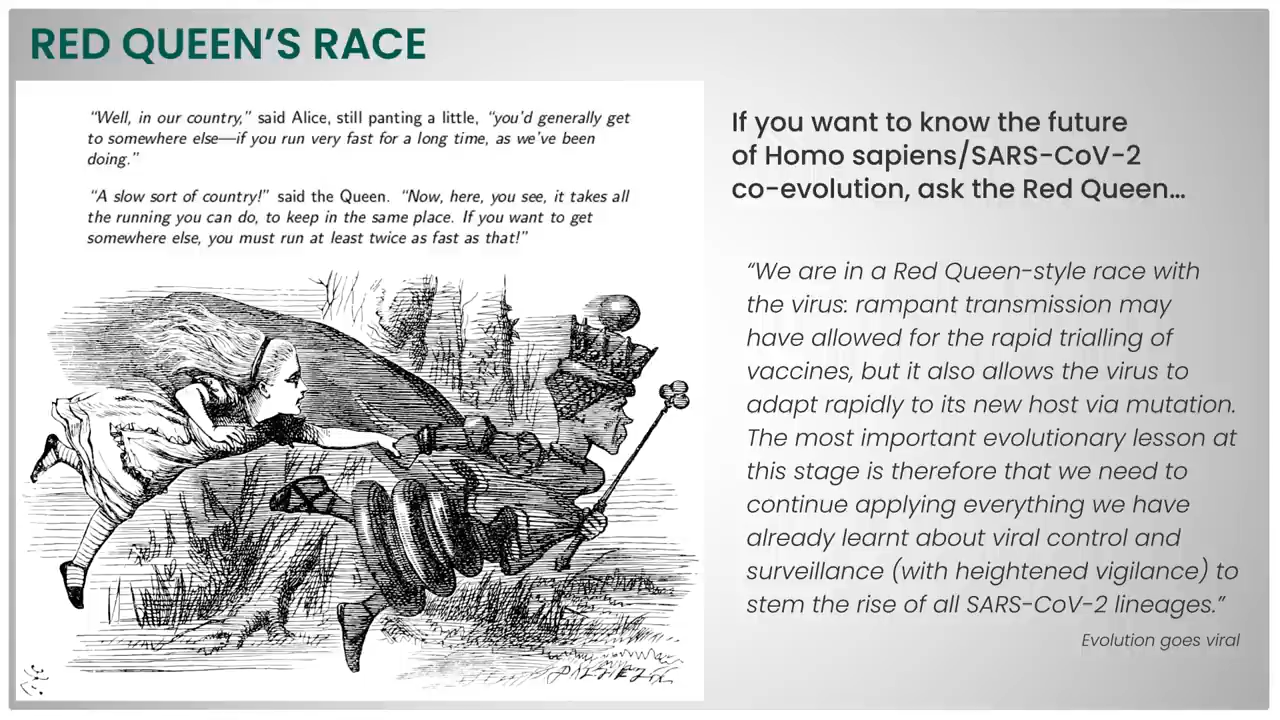 RED QUEEN’S RACE
“Well, in our country,” said Alice, still panting a little, “you’d generally get
to somewhere else—if you run very fast for a long time, as we’ve been
doing.”
“A slow sort of country!” said the Queen. “Now, here, you see, it takes all
the running you can do, to keep in the same place. If you want to get
somewhere else, you must run at least twice as fast as that!”
If you want to know the future
of Homo sapiens/SARS-CoV-2
co-evolution, ask the Red Queen...
“We are in a Red Queen-style race with
the virus: rampant transmission may
have allowed for the rapid trialling of
vaccines, but it also allows the virus to
adapt rapidly to its new host via mutation.
The most important evolutionary lesson at
this stage is therefore that we need to
continue applying everything we have
already learnt about viral control and
surveillance (with heightened vigilance) to
stem the rise of all SARS-CoV-2 lineages.”
Evolution goes viral